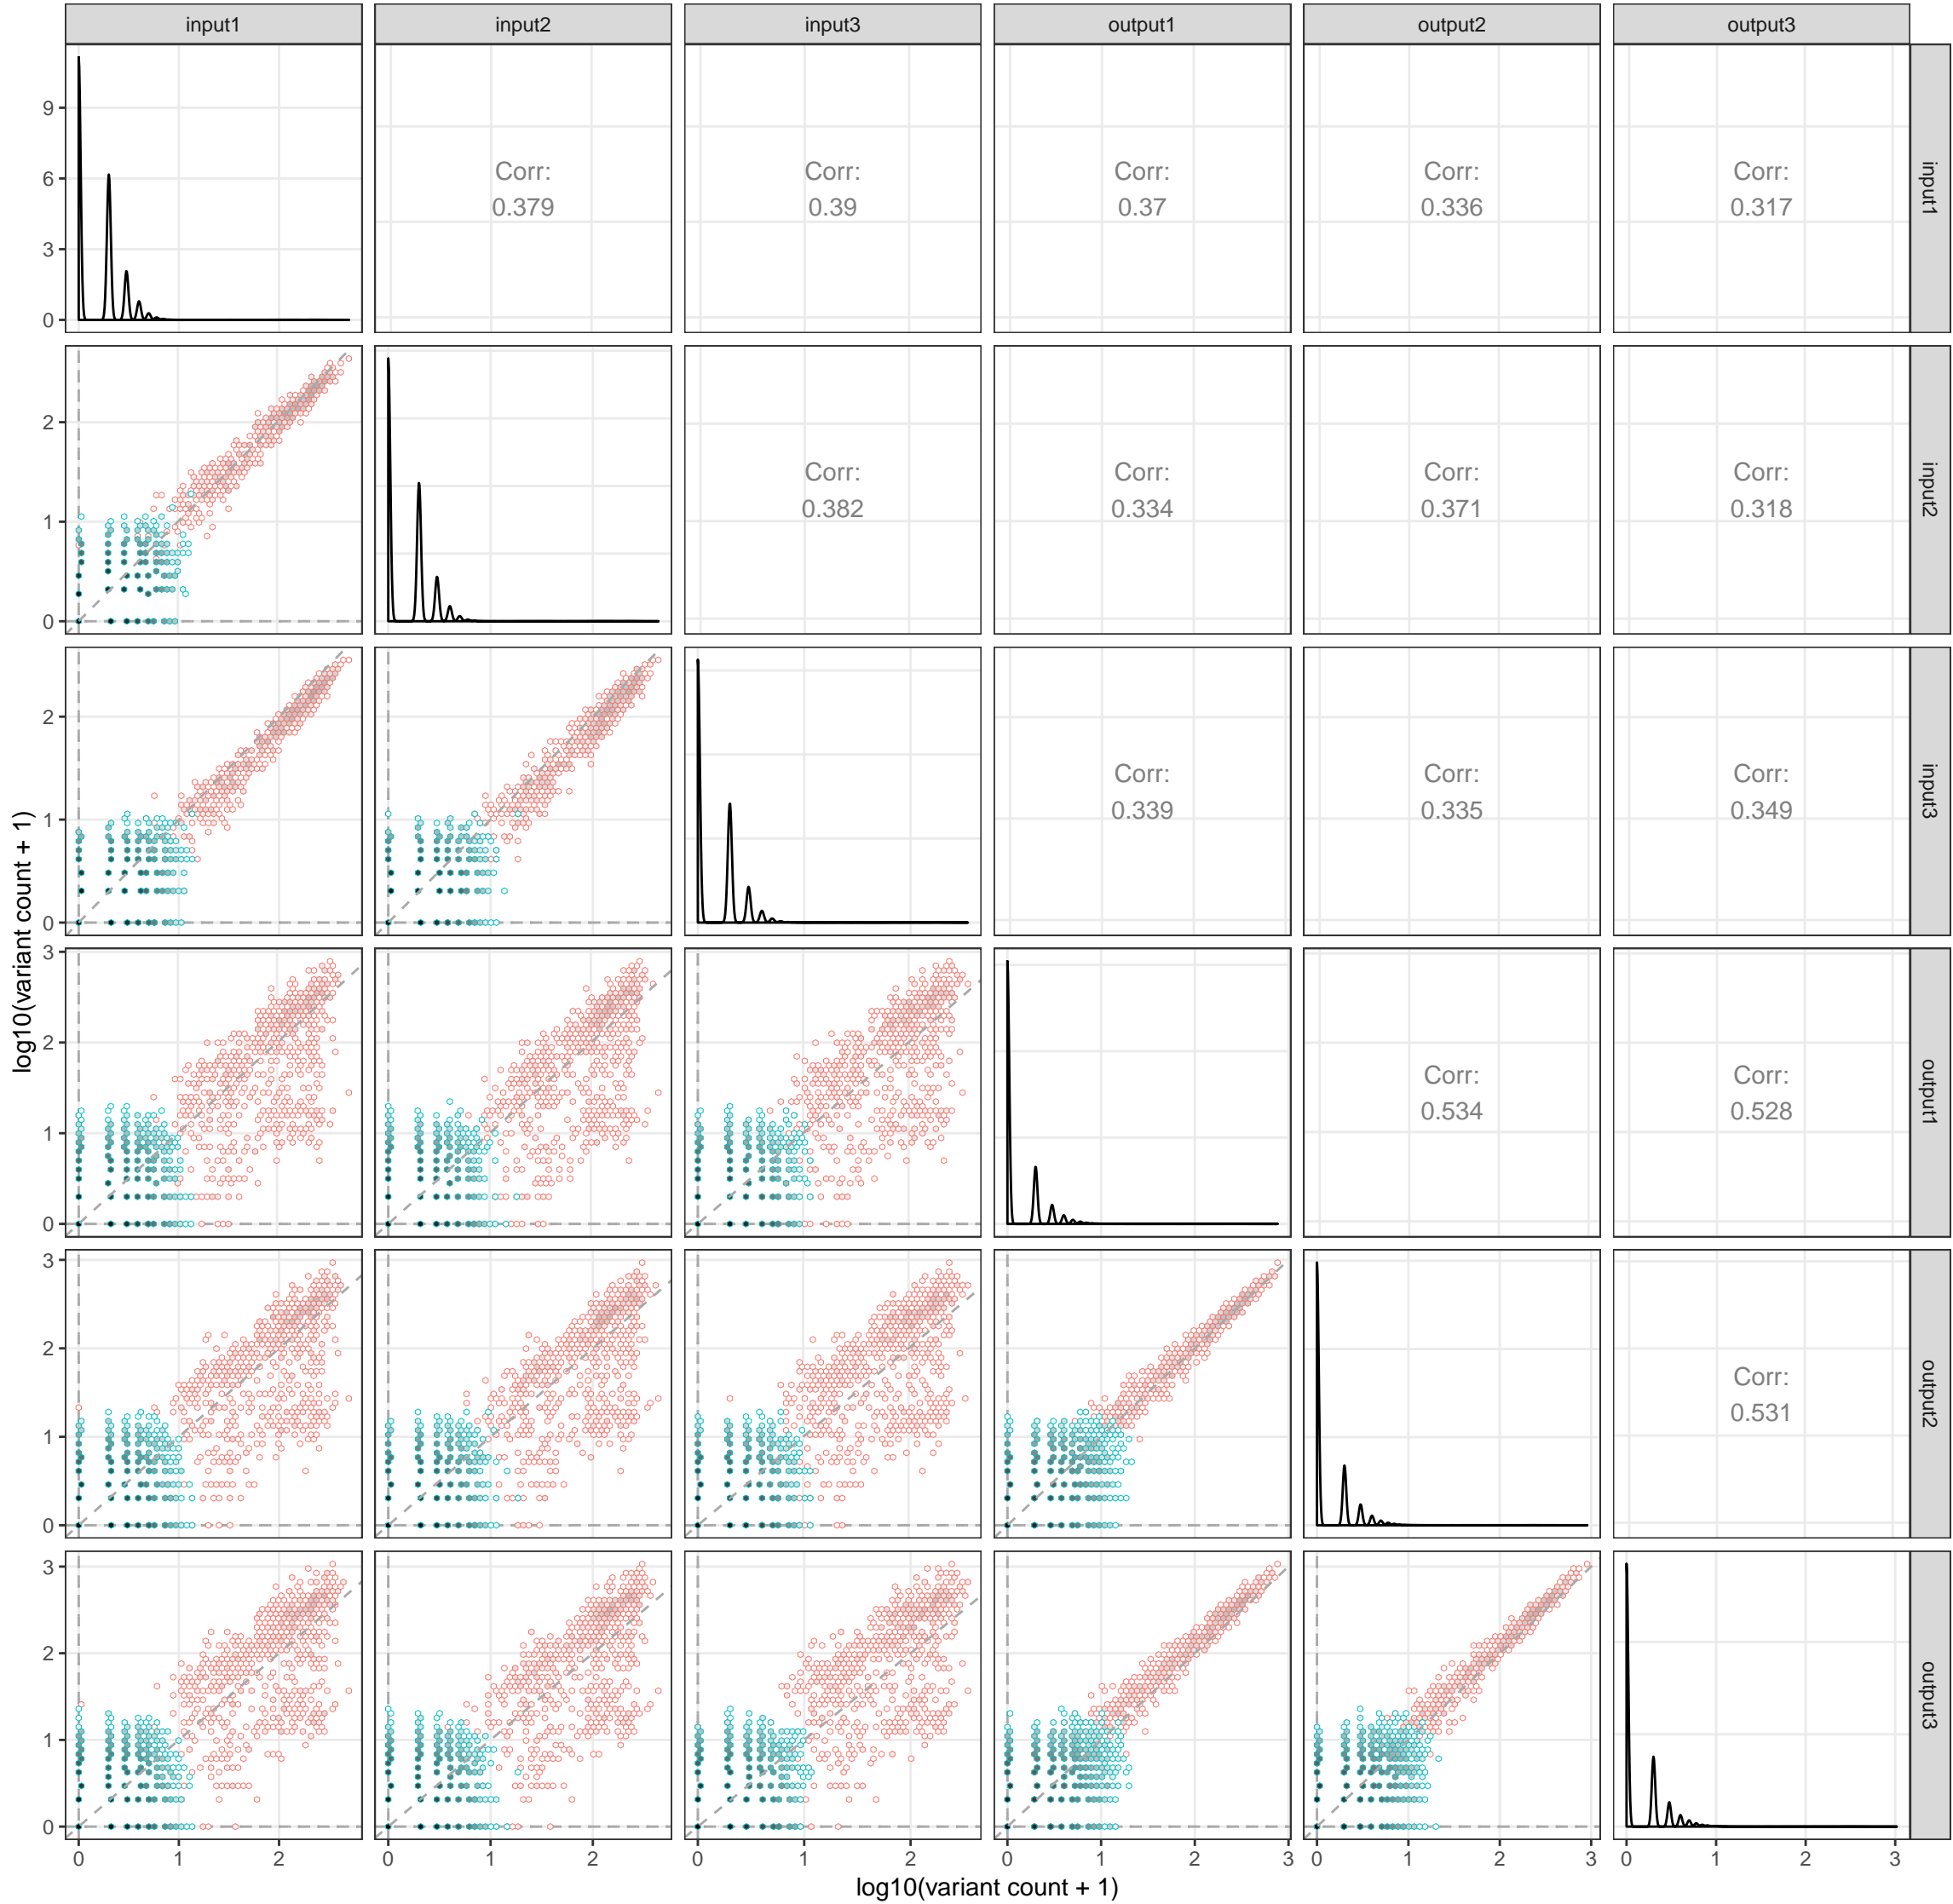 input1 input2 input3 output1 output2 output3
9
6
3
0
Corr:
0.379
Corr:
0.39
Corr:
0.37
Corr:
0.336
Corr:
0.317
input1
2
1
0
Corr:
0.382
Corr:
0.334
Corr:
0.371
Corr:
0.318
input2
2
1
0
Corr:
0.339
Corr:
0.335
Corr:
0.349
input3
log10(variant count + 1)
3
2
1
0
Corr:
0.534
Corr:
0.528
output1
3
2
1
0
Corr:
0.531
output2
3
2
1
0
output3
0 1 2 0 1 2 0 1 2 0 1 2 3 0 1 2 3 0 1 2 3
log10(variant count + 1)